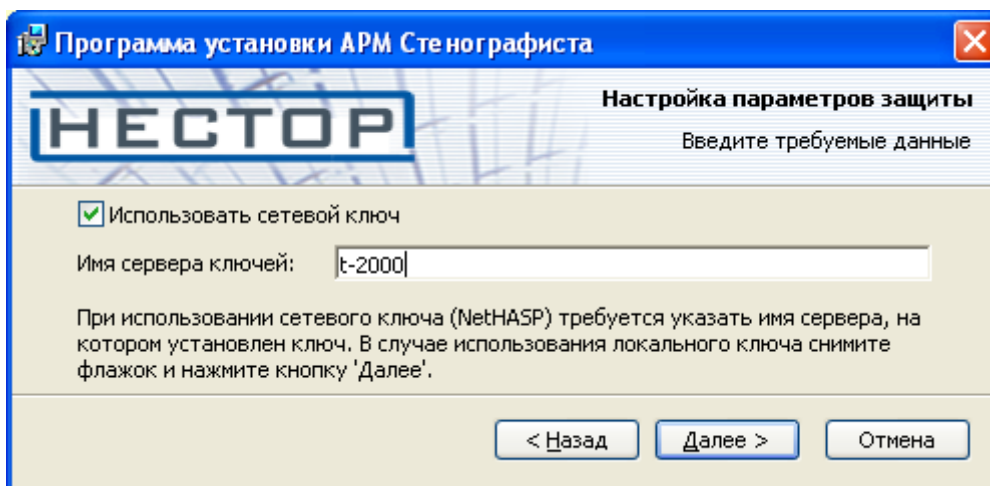 Программа установки АРМ Стенографиста
НЕСТОР
Настройка параметров защиты
Введите требуемые данные
Использовать сетевой ключ
Имя сервера ключей:
t-2000
При использовании сетевого ключа (NetHASP) требуется указать имя сервера, на
котором установлен ключ. В случае использования локального ключа снимите
флажок и нажмите кнопку 'Далее'.
< Назад
Далее >
Отмена